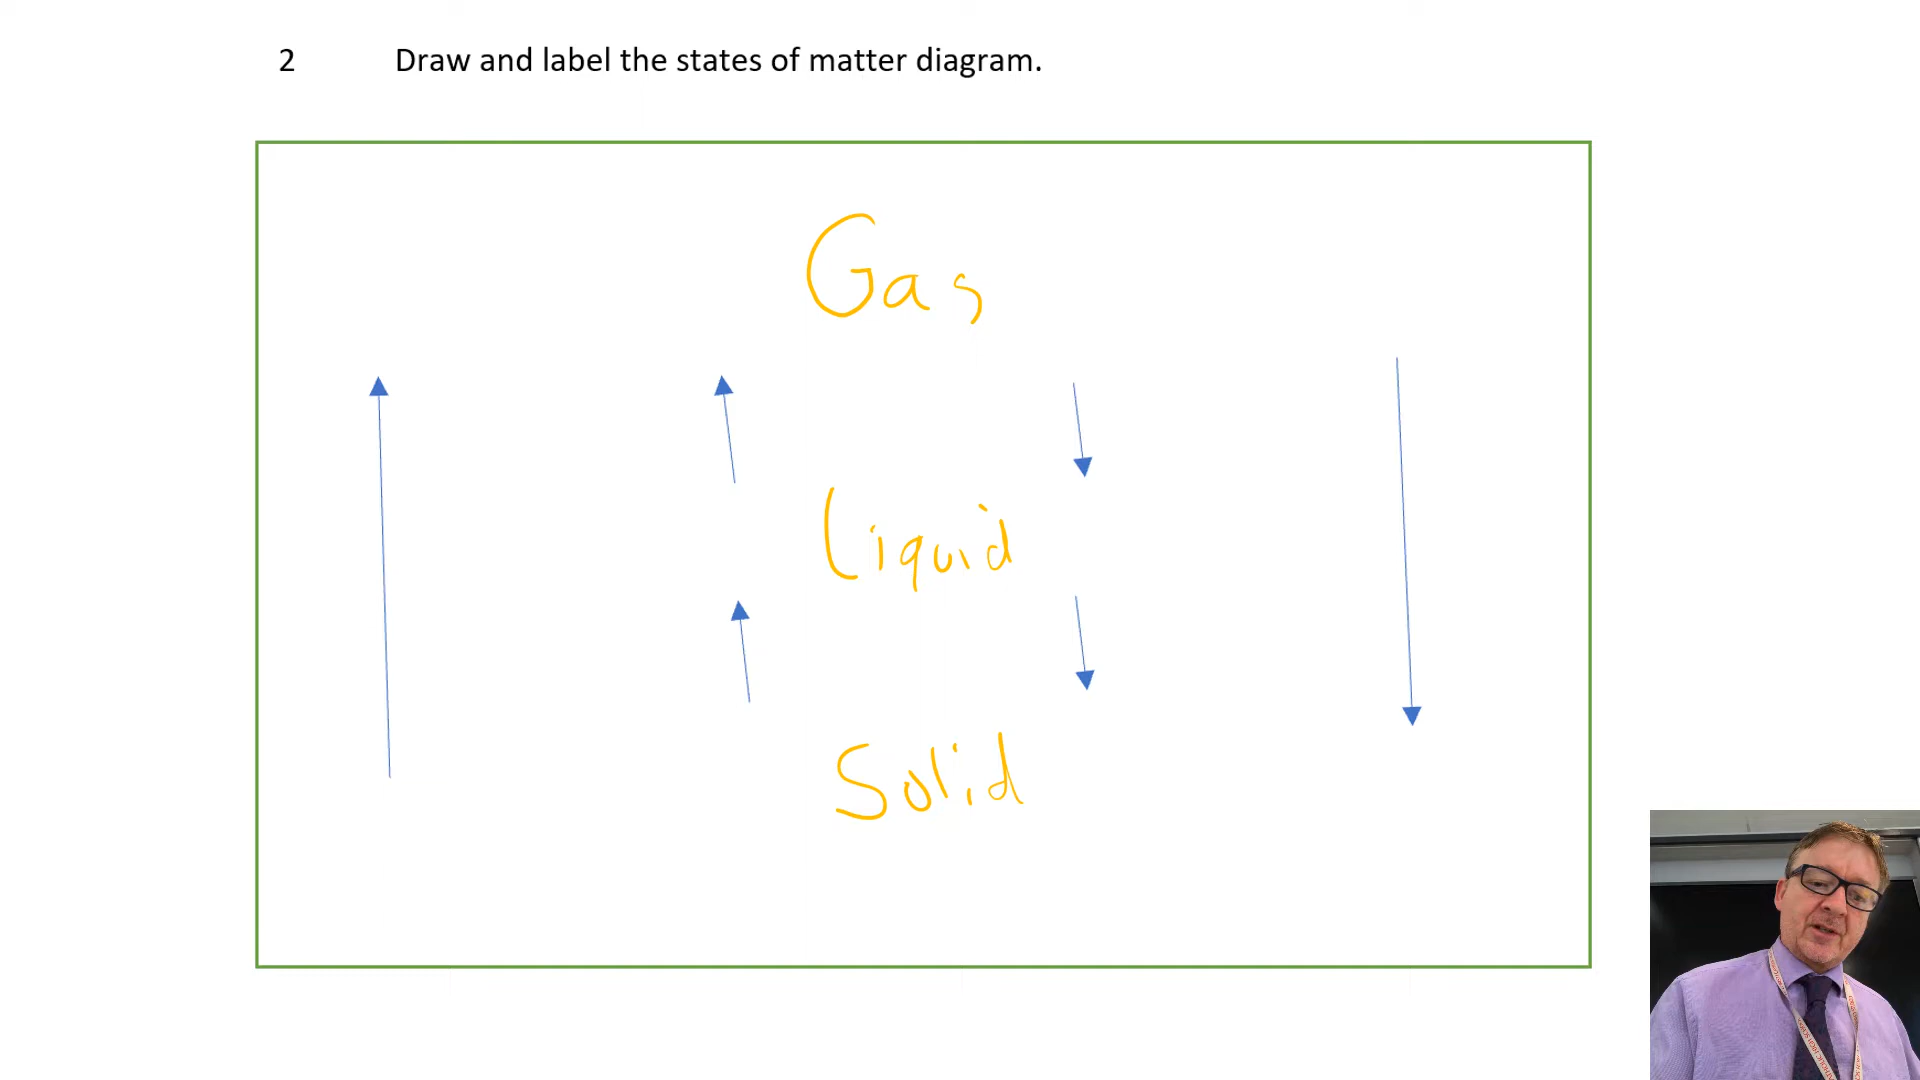 2 Draw and label the states of matter diagram.
Gas
Liquid
Solid